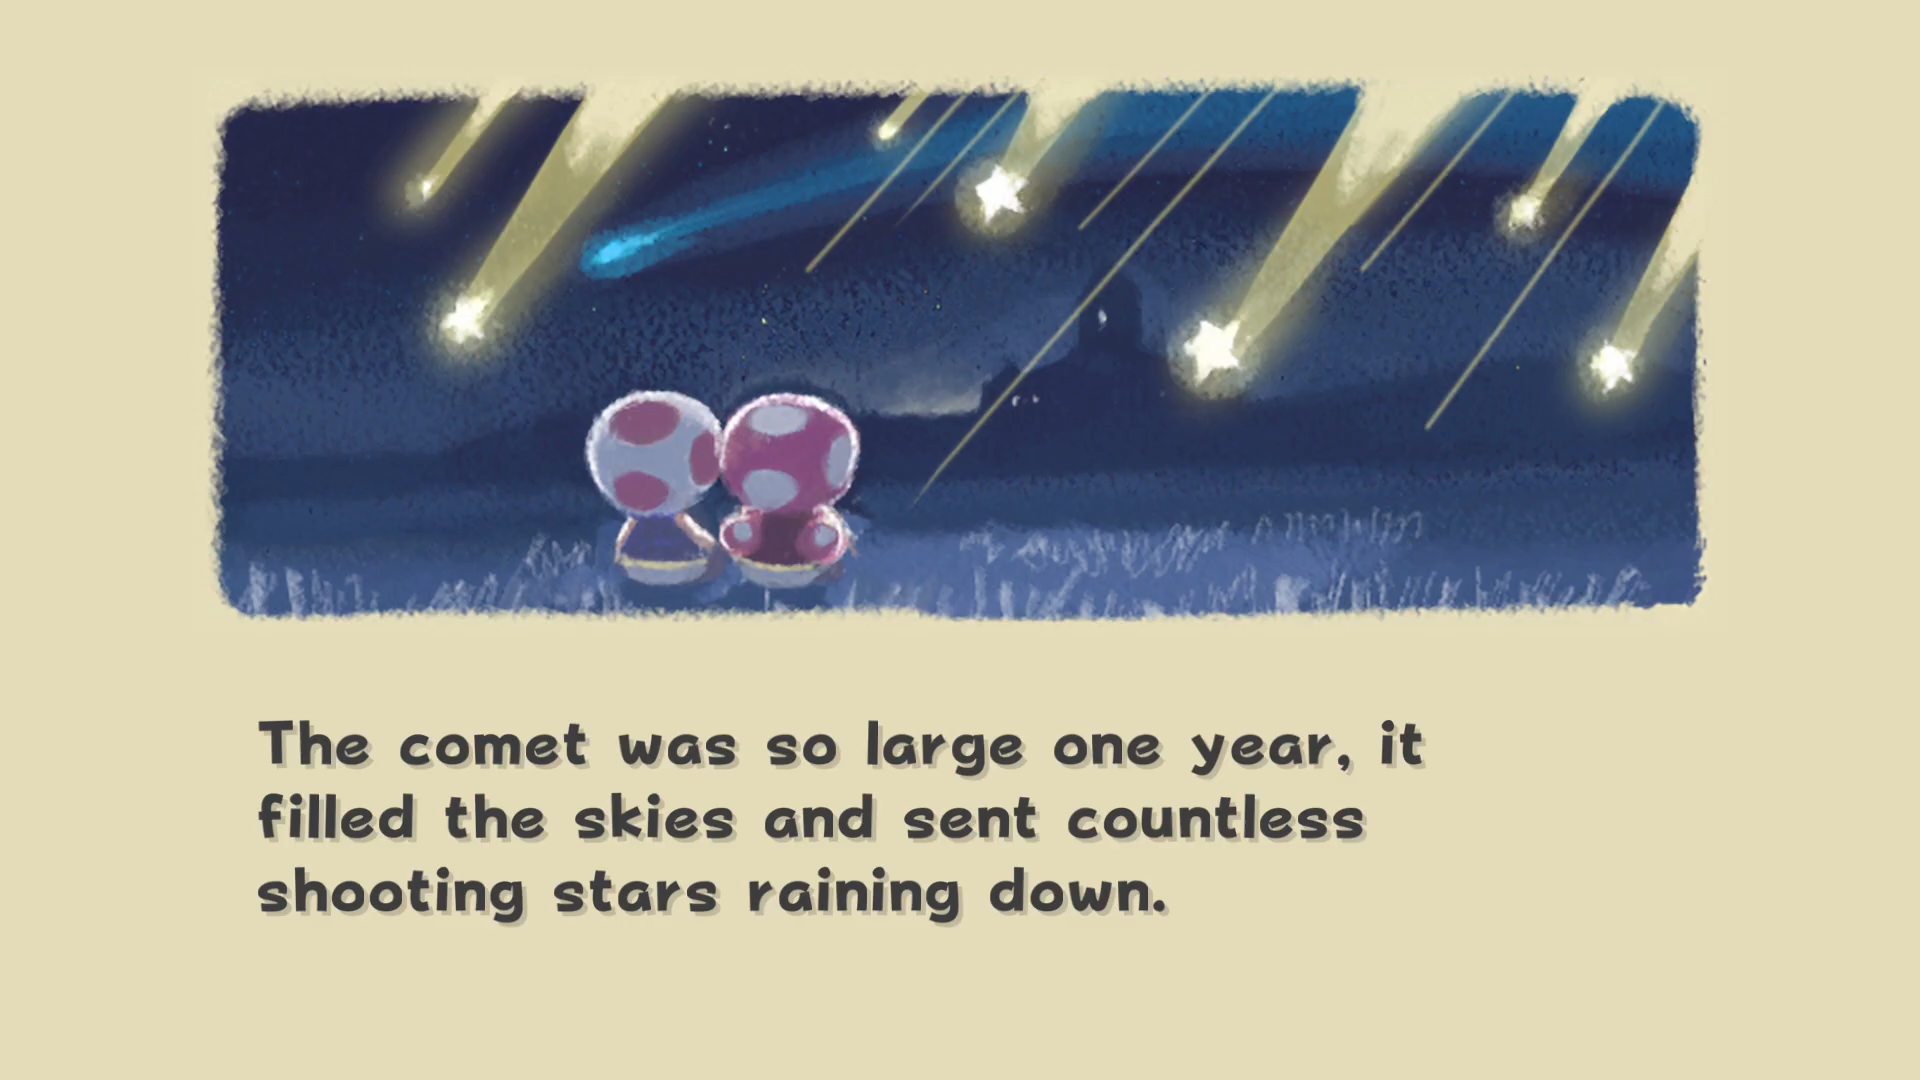 The comet was so large one year, it
filled the skies and sent countless
shooting stars raining down.